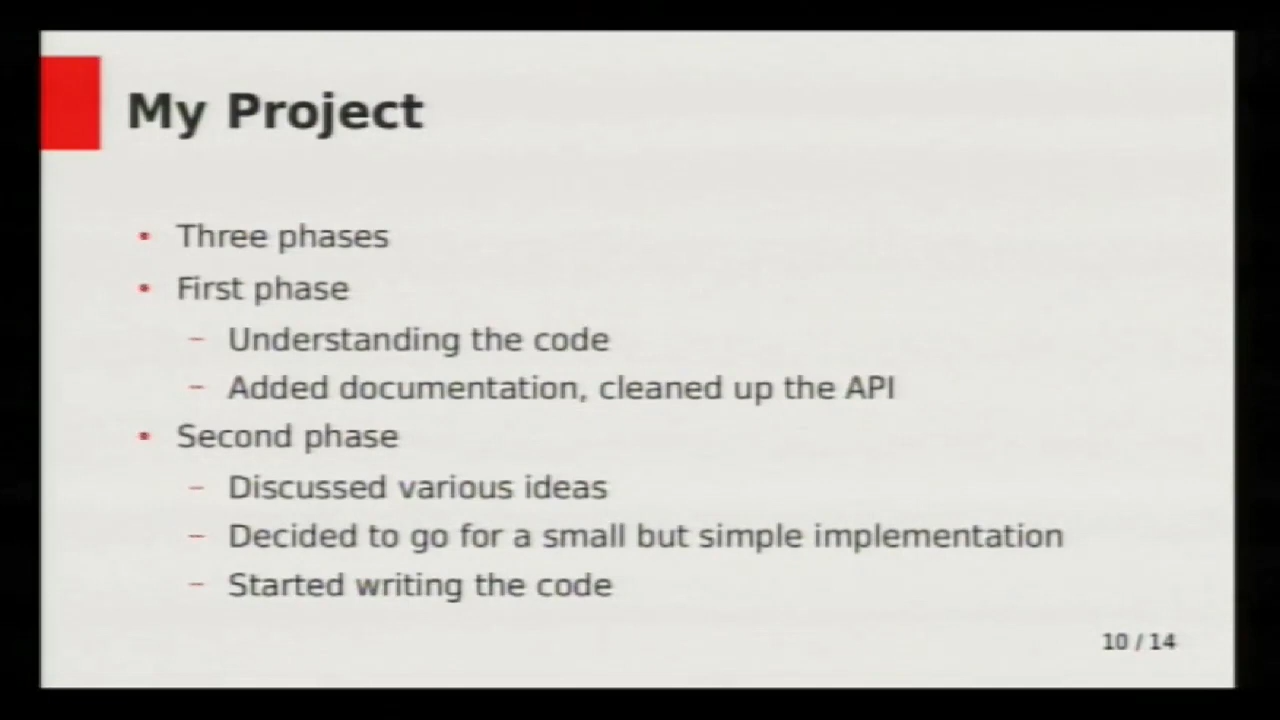 My Project
• Three phases
• First phase
– Understanding the code
– Added documentation, cleaned up the API
• Second phase
– Discussed various ideas
– Decided to go for a small but simple implementation
– Started writing the code
10 / 14